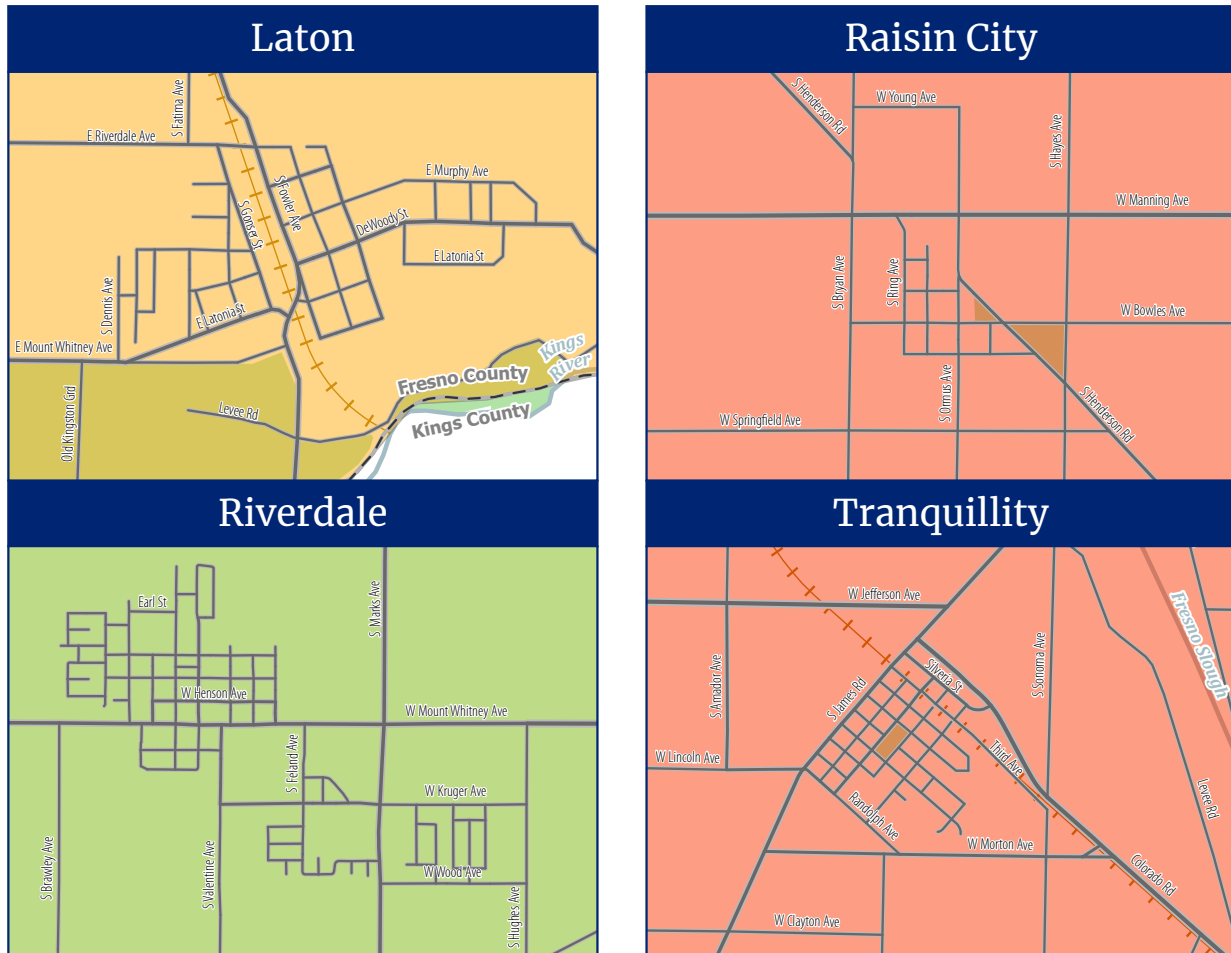 Laton
S Fatima Ave
E Riverdale Ave
S Fowler Ave
S Gonser St
E Murphy Ave
DeWoody St
E Latonia St
S Dennis Ave
E Latonia St
E Mount Whitney Ave
Kings
River
Fresno County
Kings County
Levee Rd
Old Kingston Grd
Raisin City
S Henderson Rd
W Young Ave
S Hayes Ave
W Manning Ave
S Bryan Ave
S Ring Ave
W Bowles Ave
S Ormus Ave
W Springfield Ave
S Henderson Rd
Riverdale
Earl St
S Marks Ave
W Henson Ave
W Mount Whitney Ave
S Feland Ave
W Kruger Ave
S Brawley Ave
S Valentine Ave
W Wood Ave
S Hughes Ave
Tranquillity
W Jefferson Ave
Fresno Slough
S Amador Ave
S James Rd
Silveria St
S Sonoma Ave
W Lincoln Ave
Third Ave
Levee Rd
Randolph Ave
W Morton Ave
Colorado Rd
W Clayton Ave